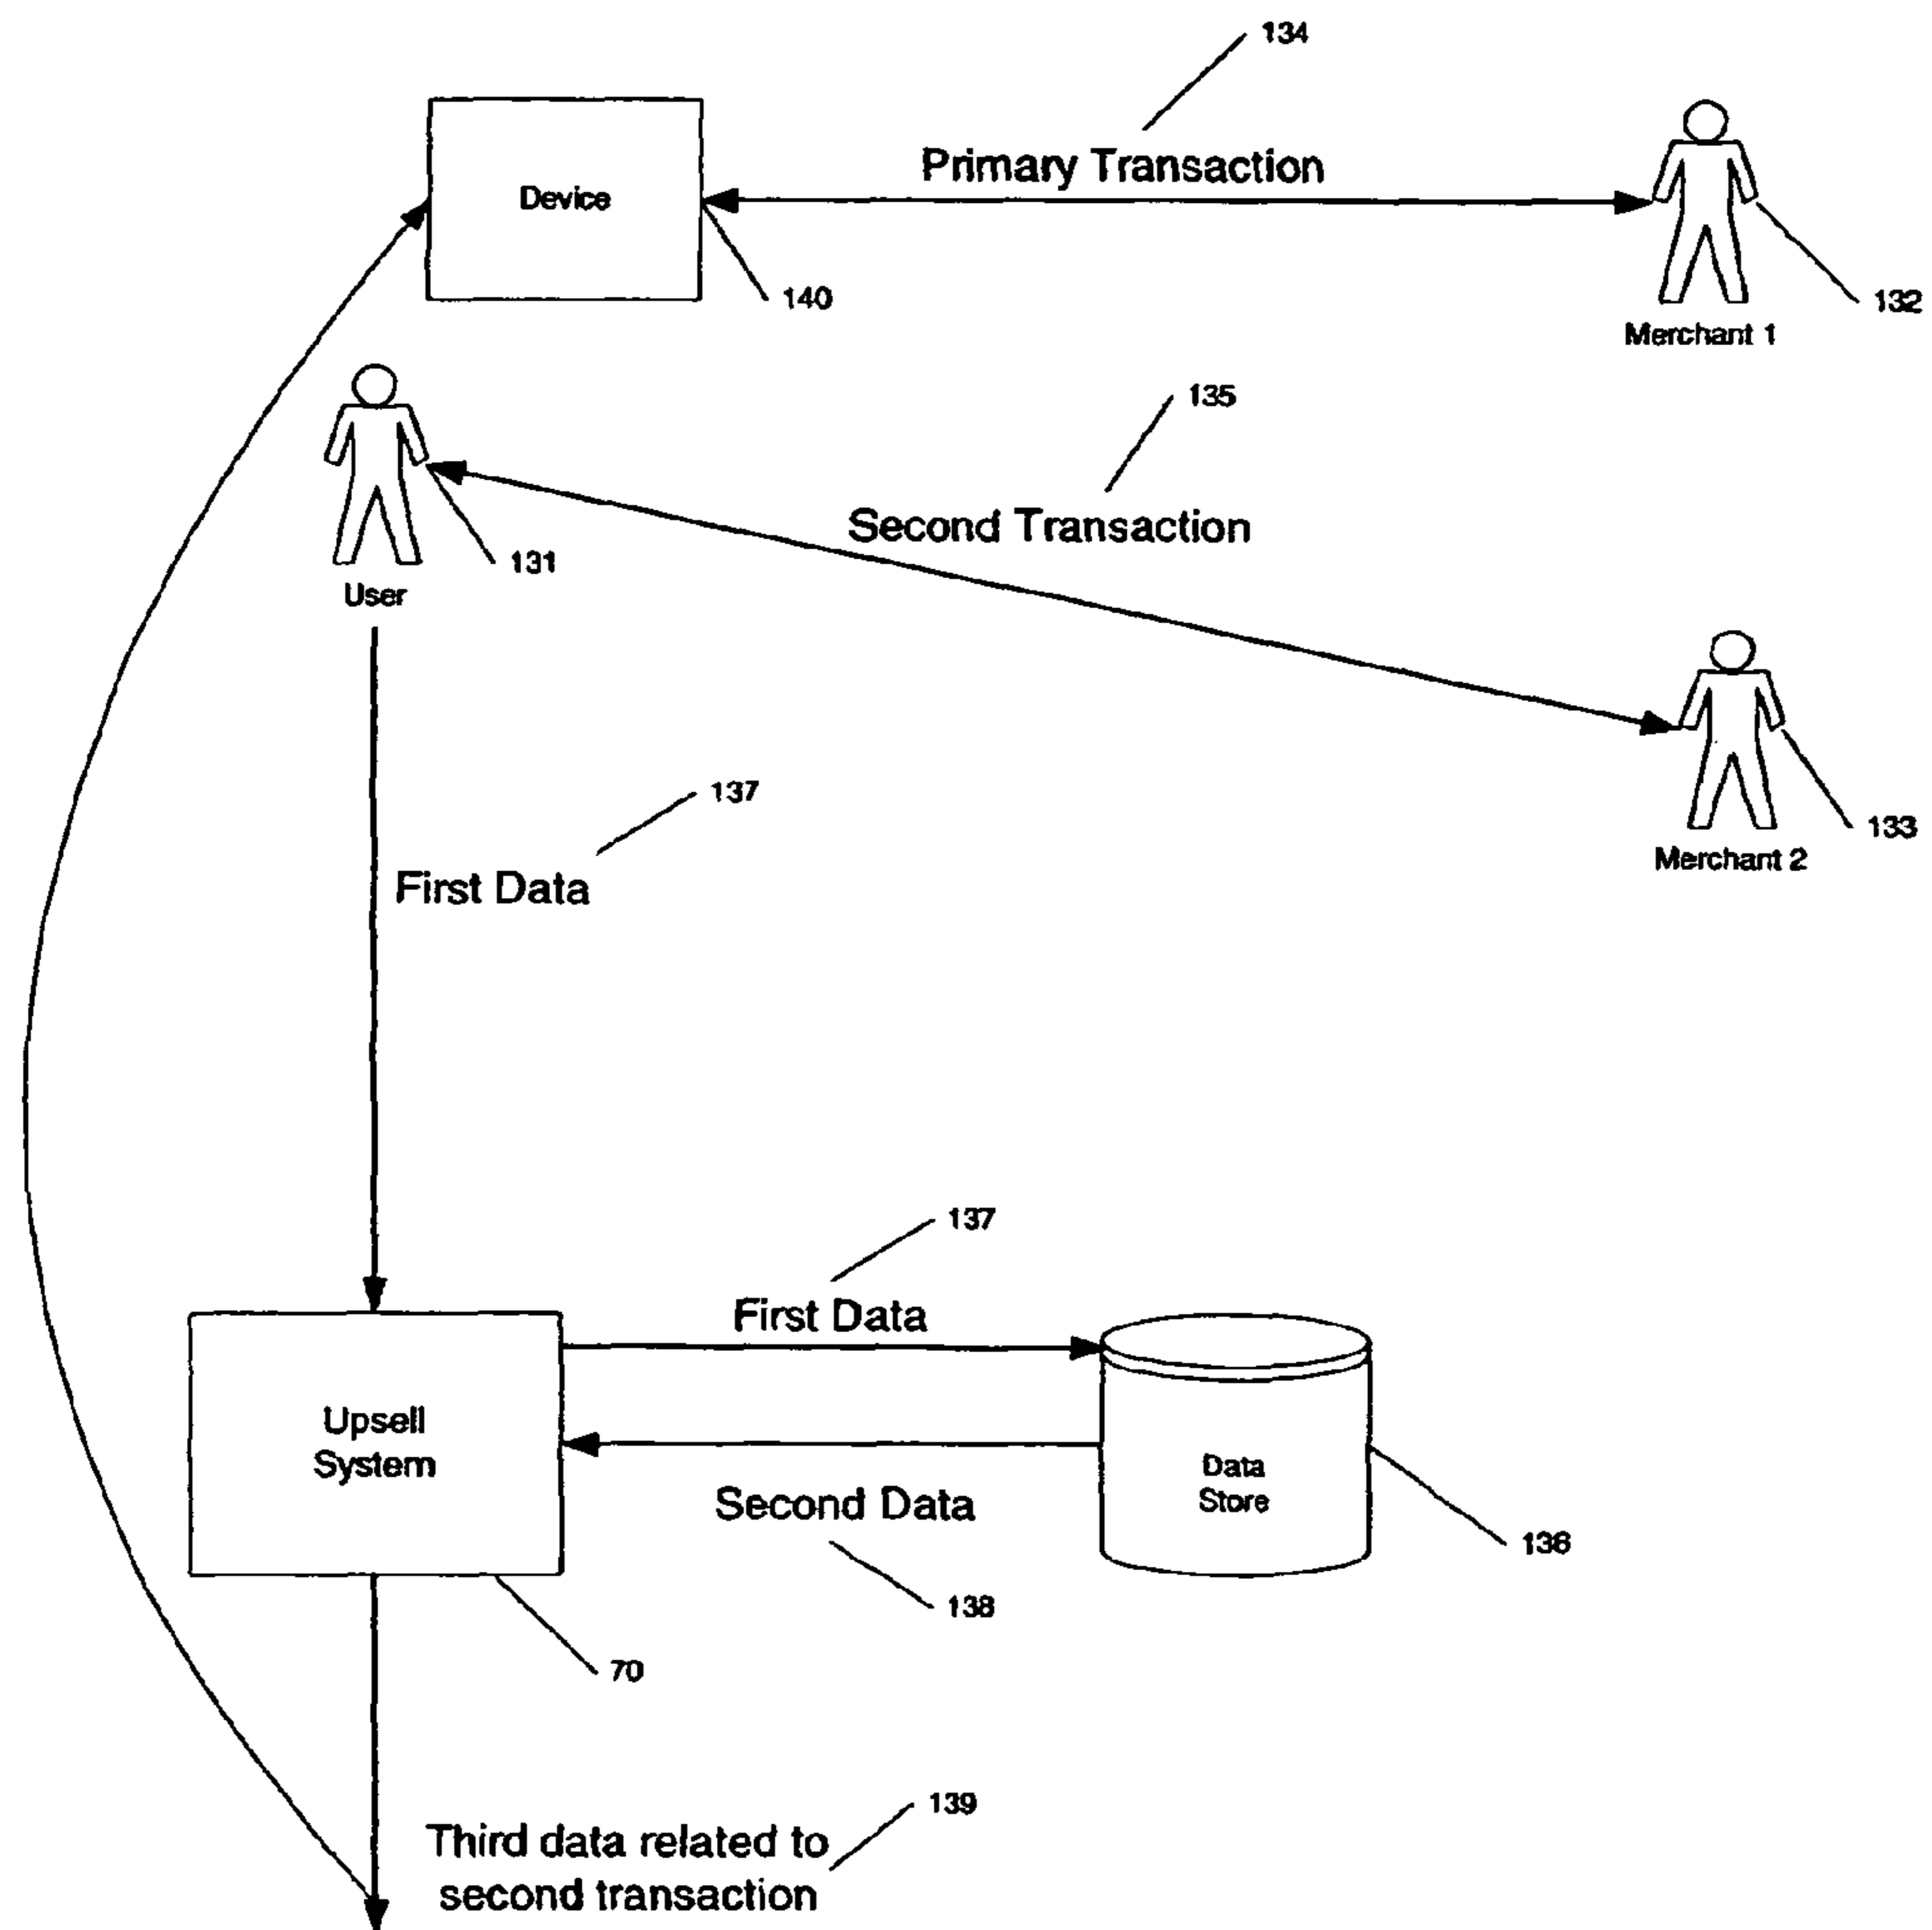 134
Primary Transaction
Device
140
132
Merchant 1
135
Second Transaction
131
User
137
First Data
133
Merchant 2
137
First Data
Upsell
System
Data
Store
Second Data
136
138
70
139
Third data related to
second transaction